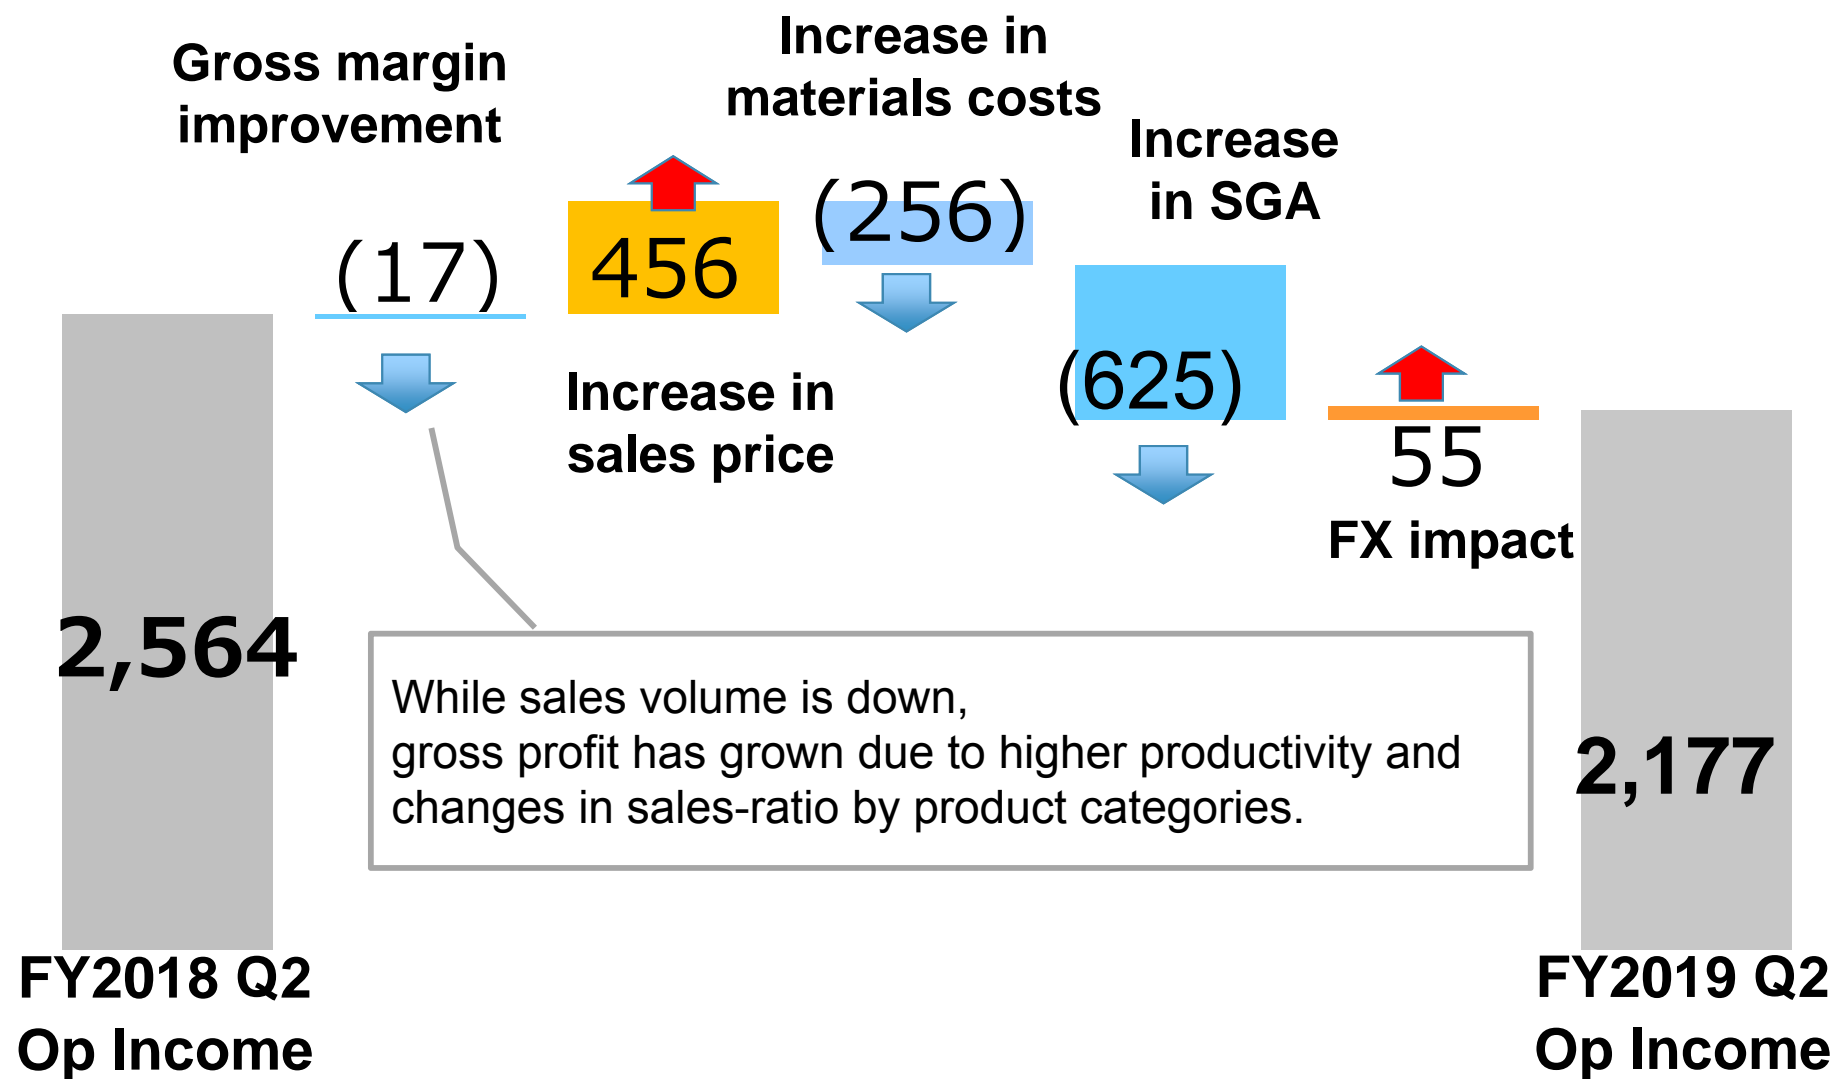 Gross margin
improvement
(17)
456
Increase in
sales price
Increase in
materials costs
(256)
Increase
in SGA
(625)
55
FX impact
2,564
FY2018 Q2
Op Income
While sales volume is down,
gross profit has grown due to higher productivity and
changes in sales-ratio by product categories.
2,177
FY2019 Q2
Op Income